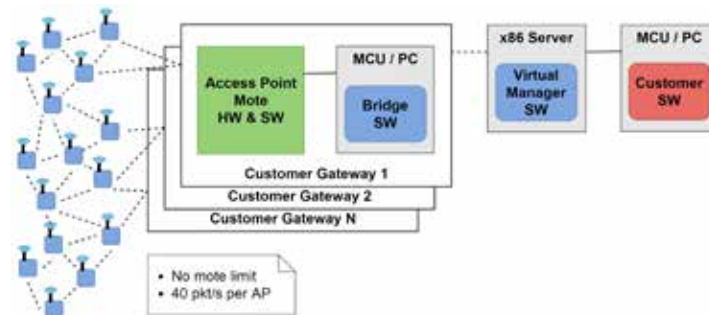 Access Point
Mote
HW & SW
MCU / PC
Bridge
SW
Customer Gateway 1
Customer Gateway 2
Customer Gateway N
x86 Server
Virtual
Manager
SW
MCU / PC
Customer
SW
• No mote limit
• 40 pkt/s per AP